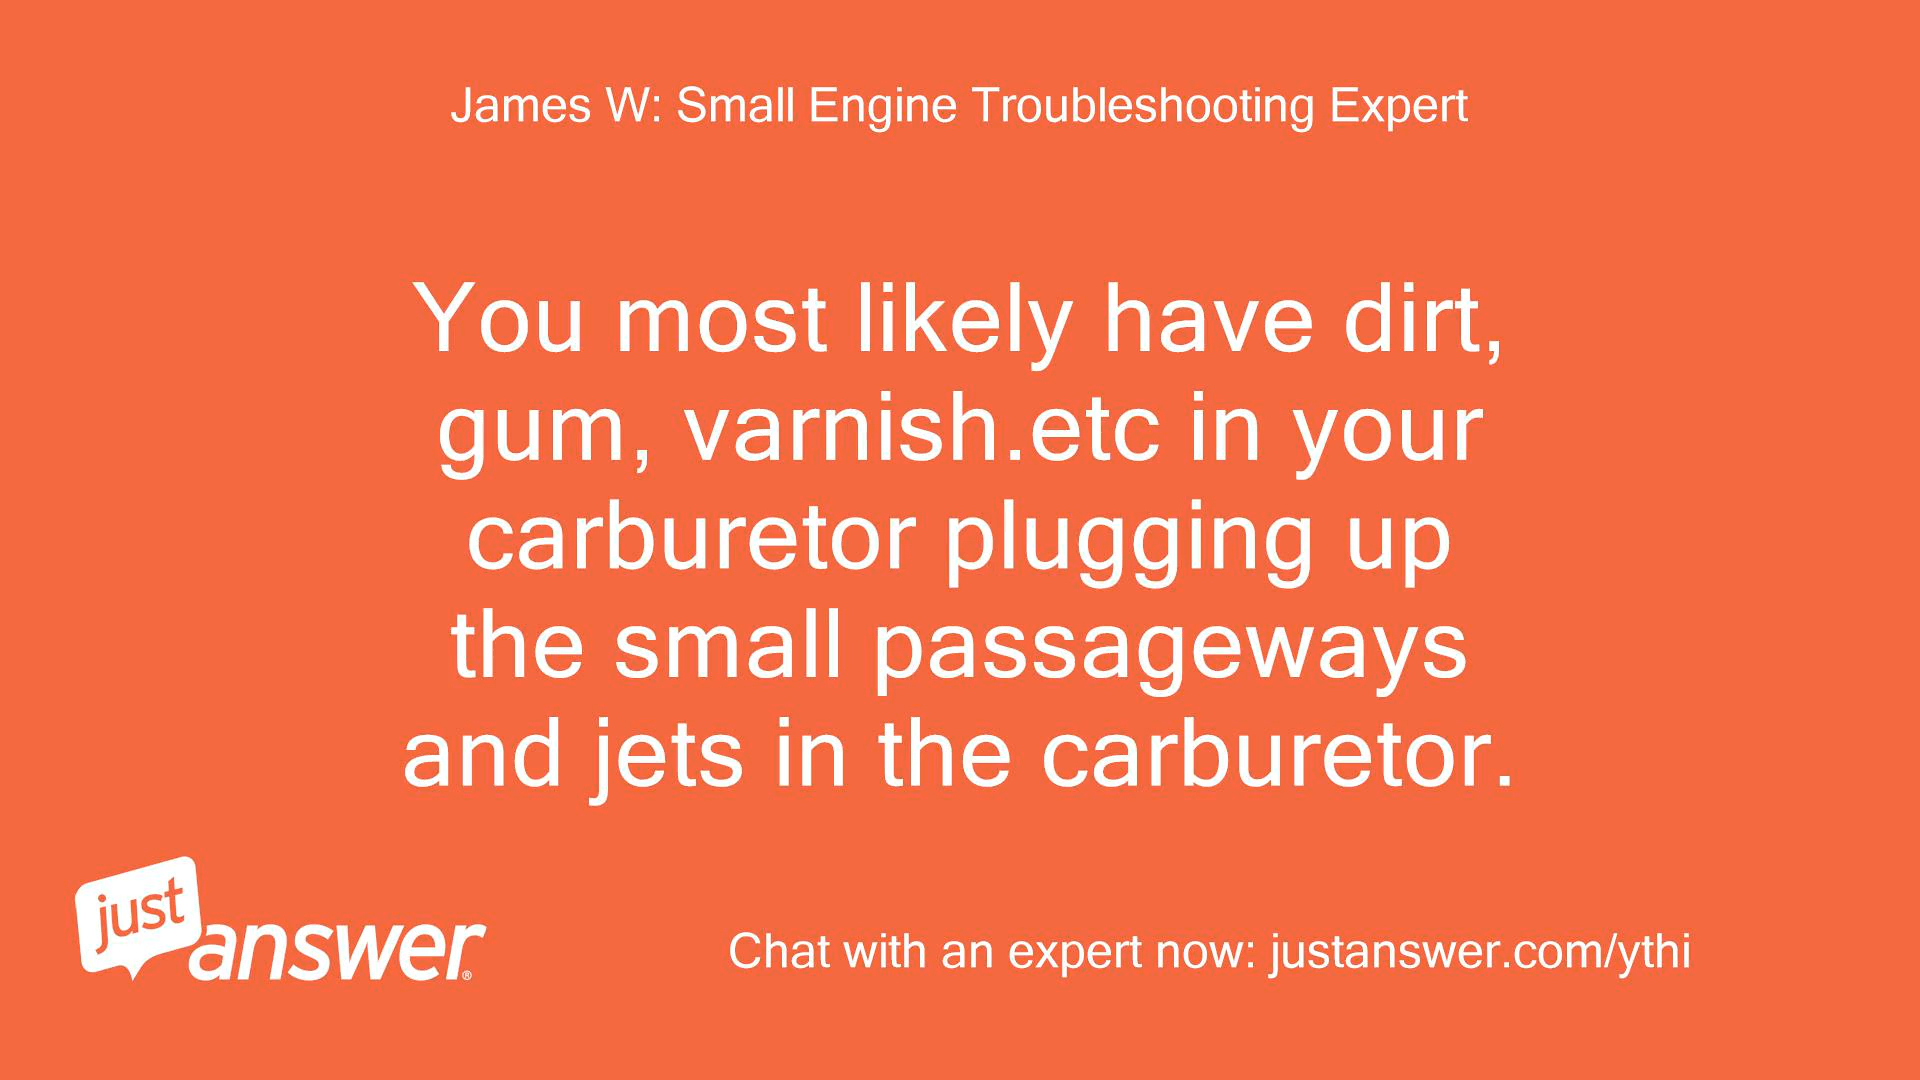 James W: Small Engine Troubleshooting Expert
You most likely have dirt,
gum, varnish.etc in your
carburetor plugging up
the small passageways
and jets in the carburetor.
just
answer®
Chat with an expert now: justanswer.com/ythi